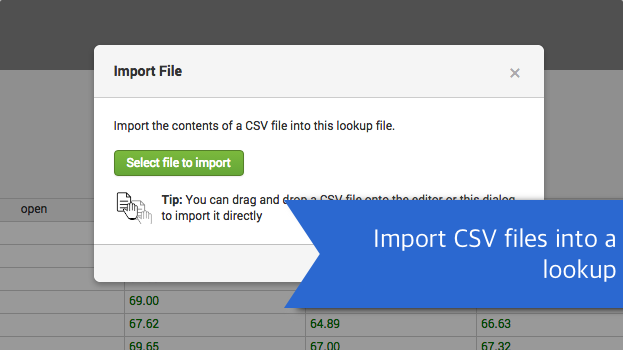 Import File
×
Import the contents of a CSV file into this lookup file.
Select file to import
Tip: You can drag and drop a CSV file onto the editor or this dialog
to import it directly
open
Import CSV files into a
lookup
69.00
67.62 64.89 66.63
69.65 67.00 67.32